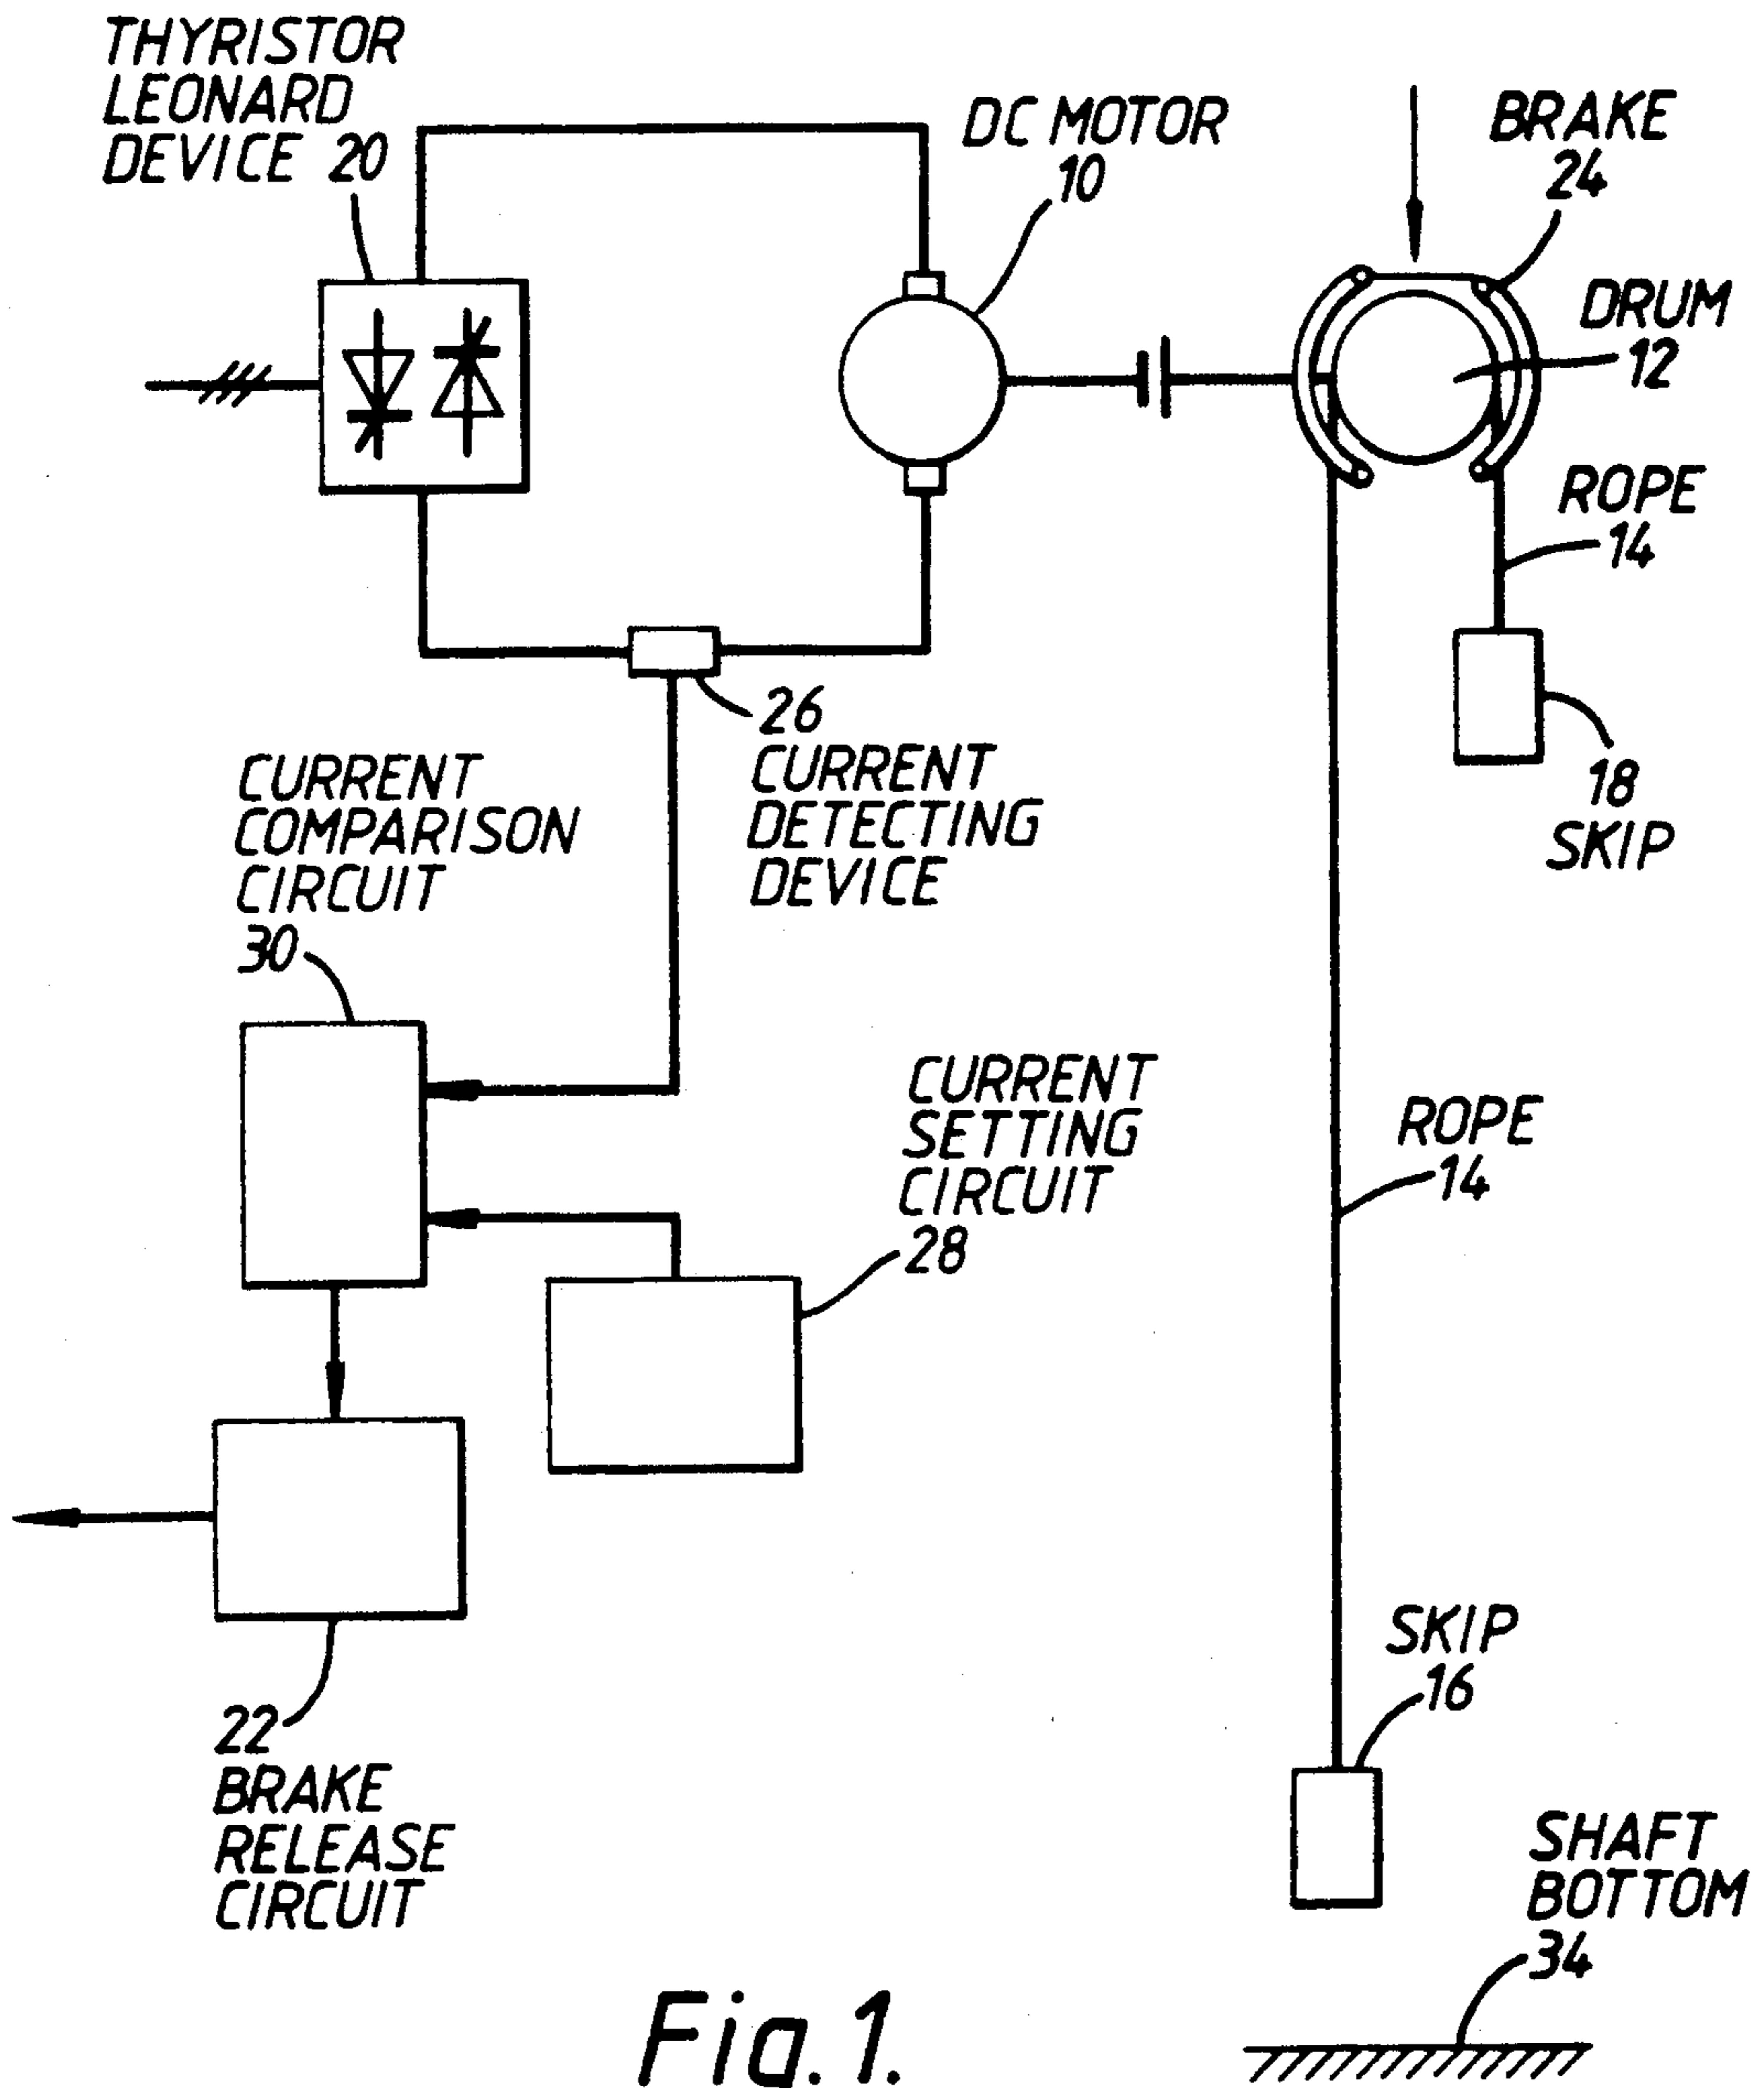 THYRISTOR
LEONARD
DEVICE 20
DC MOTOR
10
BRAKE
24
DRUM
12
ROPE
14
18
SKIP
26
CURRENT
DETECTING
DEVICE
CURRENT
COMPARISON
CIRCUIT
30
CURRENT
SETTING
CIRCUIT
28
ROPE
14
22
BRAKE
RELEASE
CIRCUIT
SKIP
16
SHAFT
BOTTOM
34
Fig.1.